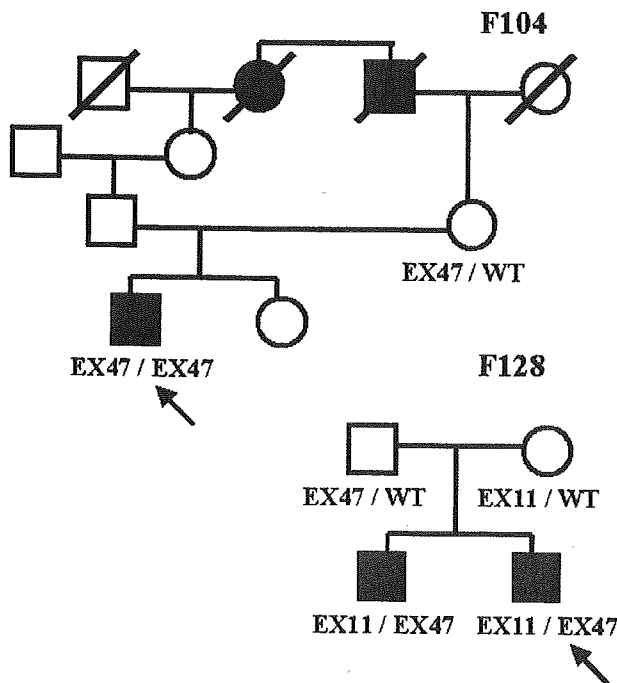 F104
EX47 / WT
EX47 / EX47
F128
EX47 / WT
EX11 / WT
EX11 / EX47
EX11 / EX47